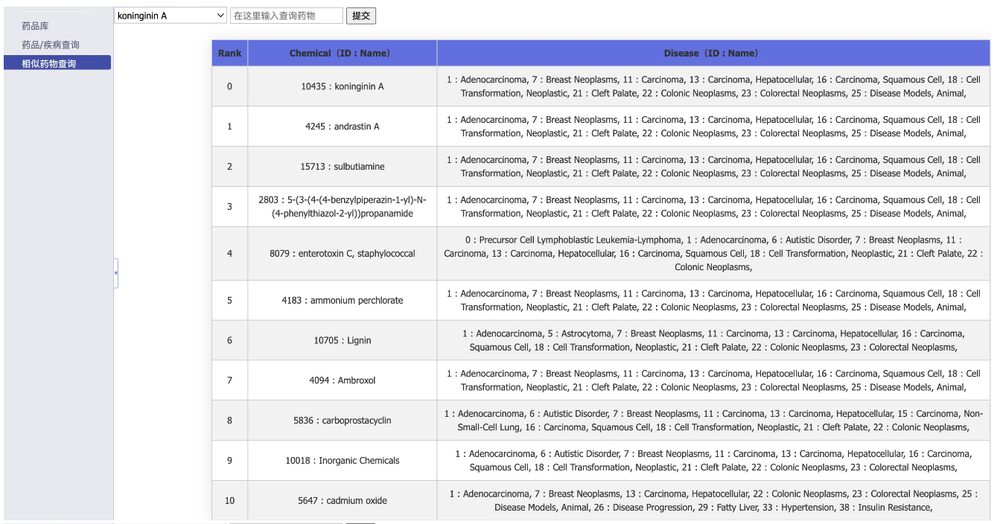 koninginin A
在这里输入查询药物
提交
药品库
药品/疾病查询
相似药物查询
Rank
Chemical（ID : Name）
Disease（ID : Name）
0
10435 : koninginin A
1 : Adenocarcinoma, 7 : Breast Neoplasms, 11 : Carcinoma, 13 : Carcinoma, Hepatocellular, 16 : Carcinoma, Squamous Cell, 18 : Cell
Transformation, Neoplastic, 21 : Cleft Palate, 22 : Colonic Neoplasms, 23 : Colorectal Neoplasms, 25 : Disease Models, Animal,
1
4245 : andrastin A
1 : Adenocarcinoma, 7 : Breast Neoplasms, 11 : Carcinoma, 13 : Carcinoma, Hepatocellular, 16 : Carcinoma, Squamous Cell, 18 : Cell
Transformation, Neoplastic, 21 : Cleft Palate, 22 : Colonic Neoplasms, 23 : Colorectal Neoplasms, 25 : Disease Models, Animal,
2
15713 : sulbutiamine
1 : Adenocarcinoma, 7 : Breast Neoplasms, 11 : Carcinoma, 13 : Carcinoma, Hepatocellular, 16 : Carcinoma, Squamous Cell, 18 : Cell
Transformation, Neoplastic, 21 : Cleft Palate, 22 : Colonic Neoplasms, 23 : Colorectal Neoplasms, 25 : Disease Models, Animal,
3
2803 : 5-(3-(4-(4-benzylpiperazin-1-yl)-N-
(4-phenylthiazol-2-yl))propanamide
1 : Adenocarcinoma, 7 : Breast Neoplasms, 11 : Carcinoma, 13 : Carcinoma, Hepatocellular, 16 : Carcinoma, Squamous Cell, 18 : Cell
Transformation, Neoplastic, 21 : Cleft Palate, 22 : Colonic Neoplasms, 23 : Colorectal Neoplasms, 25 : Disease Models, Animal,
4
8079 : enterotoxin C, staphylococcal
0 : Precursor Cell Lymphoblastic Leukemia-Lymphoma, 1 : Adenocarcinoma, 6 : Autistic Disorder, 7 : Breast Neoplasms, 11 :
Carcinoma, 13 : Carcinoma, Hepatocellular, 16 : Carcinoma, Squamous Cell, 18 : Cell Transformation, Neoplastic, 21 : Cleft Palate, 22 :
Colonic Neoplasms,
5
4183 : ammonium perchlorate
1 : Adenocarcinoma, 7 : Breast Neoplasms, 11 : Carcinoma, 13 : Carcinoma, Hepatocellular, 16 : Carcinoma, Squamous Cell, 18 : Cell
Transformation, Neoplastic, 21 : Cleft Palate, 22 : Colonic Neoplasms, 23 : Colorectal Neoplasms, 25 : Disease Models, Animal,
6
10705 : Lignin
1 : Adenocarcinoma, 5 : Astrocytoma, 7 : Breast Neoplasms, 11 : Carcinoma, 13 : Carcinoma, Hepatocellular, 16 : Carcinoma,
Squamous Cell, 18 : Cell Transformation, Neoplastic, 21 : Cleft Palate, 22 : Colonic Neoplasms, 23 : Colorectal Neoplasms,
7
4094 : Ambroxol
1 : Adenocarcinoma, 7 : Breast Neoplasms, 11 : Carcinoma, 13 : Carcinoma, Hepatocellular, 16 : Carcinoma, Squamous Cell, 18 : Cell
Transformation, Neoplastic, 21 : Cleft Palate, 22 : Colonic Neoplasms, 23 : Colorectal Neoplasms, 25 : Disease Models, Animal,
8
5836 : carboprostacyclin
1 : Adenocarcinoma, 6 : Autistic Disorder, 7 : Breast Neoplasms, 11 : Carcinoma, 13 : Carcinoma, Hepatocellular, 15 : Carcinoma, Non-
Small-Cell Lung, 16 : Carcinoma, Squamous Cell, 18 : Cell Transformation, Neoplastic, 21 : Cleft Palate, 22 : Colonic Neoplasms,
9
10018 : Inorganic Chemicals
1 : Adenocarcinoma, 6 : Autistic Disorder, 7 : Breast Neoplasms, 11 : Carcinoma, 13 : Carcinoma, Hepatocellular, 16 : Carcinoma,
Squamous Cell, 18 : Cell Transformation, Neoplastic, 21 : Cleft Palate, 22 : Colonic Neoplasms, 23 : Colorectal Neoplasms,
10
5647 : cadmium oxide
1 : Adenocarcinoma, 7 : Breast Neoplasms, 13 : Carcinoma, Hepatocellular, 22 : Colonic Neoplasms, 23 : Colorectal Neoplasms, 25 :
Disease Models, Animal, 26 : Disease Progression, 29 : Fatty Liver, 33 : Hypertension, 38 : Insulin Resistance,